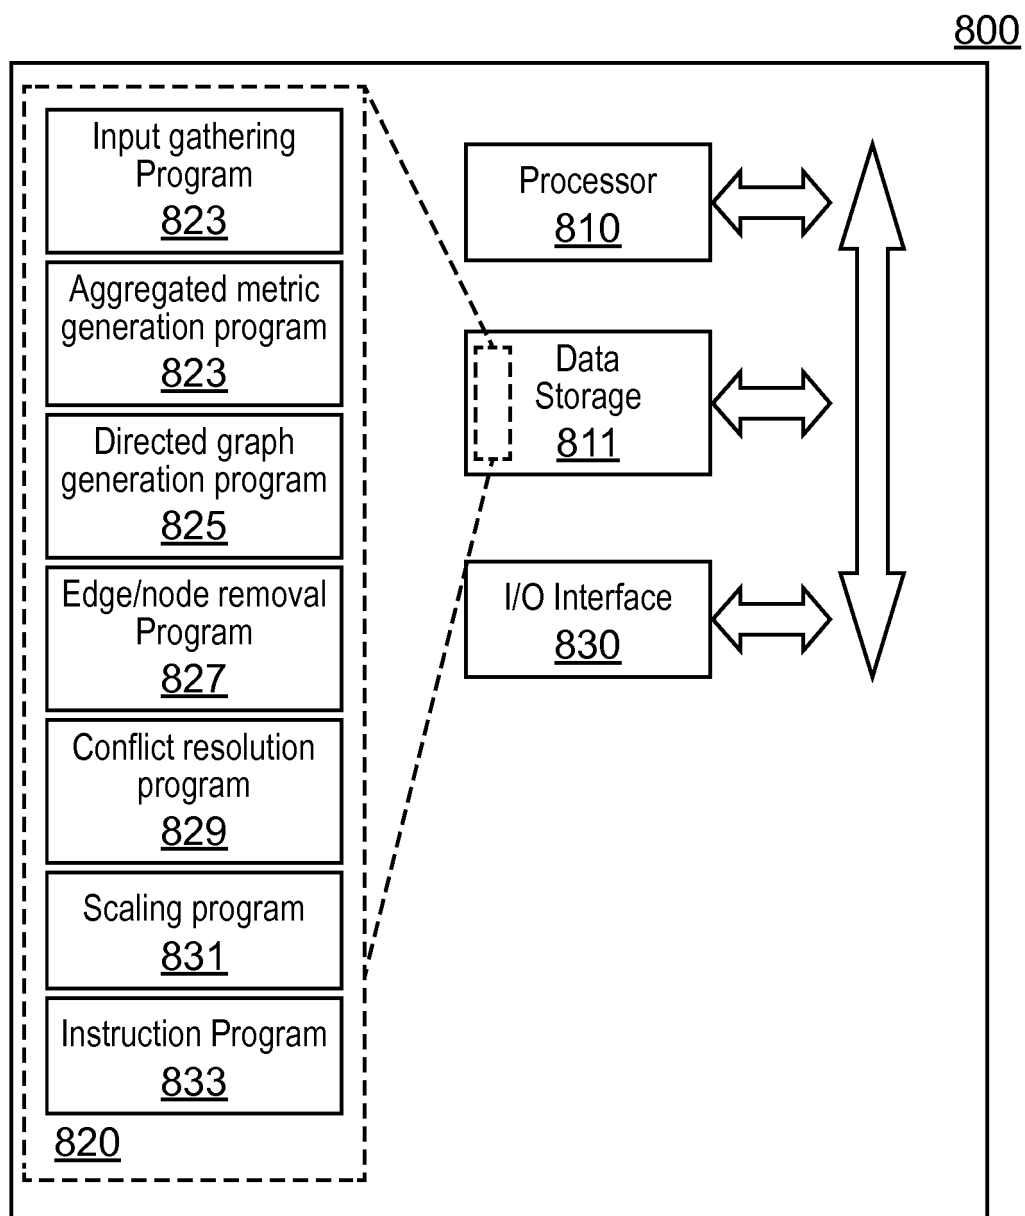 800
Input gathering
Program
823
Aggregated metric
generation program
823
Directed graph
generation program
825
Edge/node removal
Program
827
Conflict resolution
program
829
Scaling program
831
Instruction Program
833
820
Processor
810
Data
Storage
811
I/O Interface
830